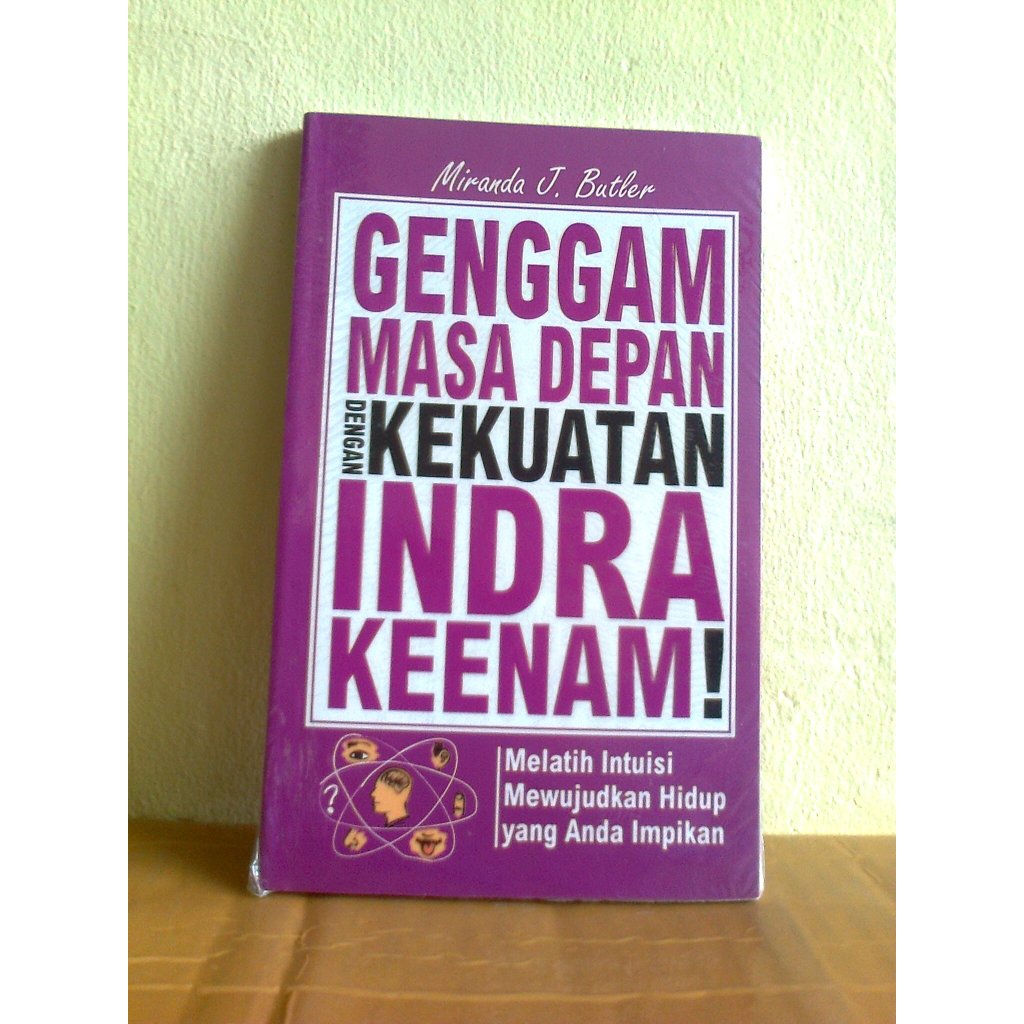 Miranda J. Butler
GENGGAM
MASA DEPAN
DENGAN KEKUATAN
INDRA
KEENAM!
?
Melatih Intuisi
Mewujudkan Hidup
yang Anda Impikan